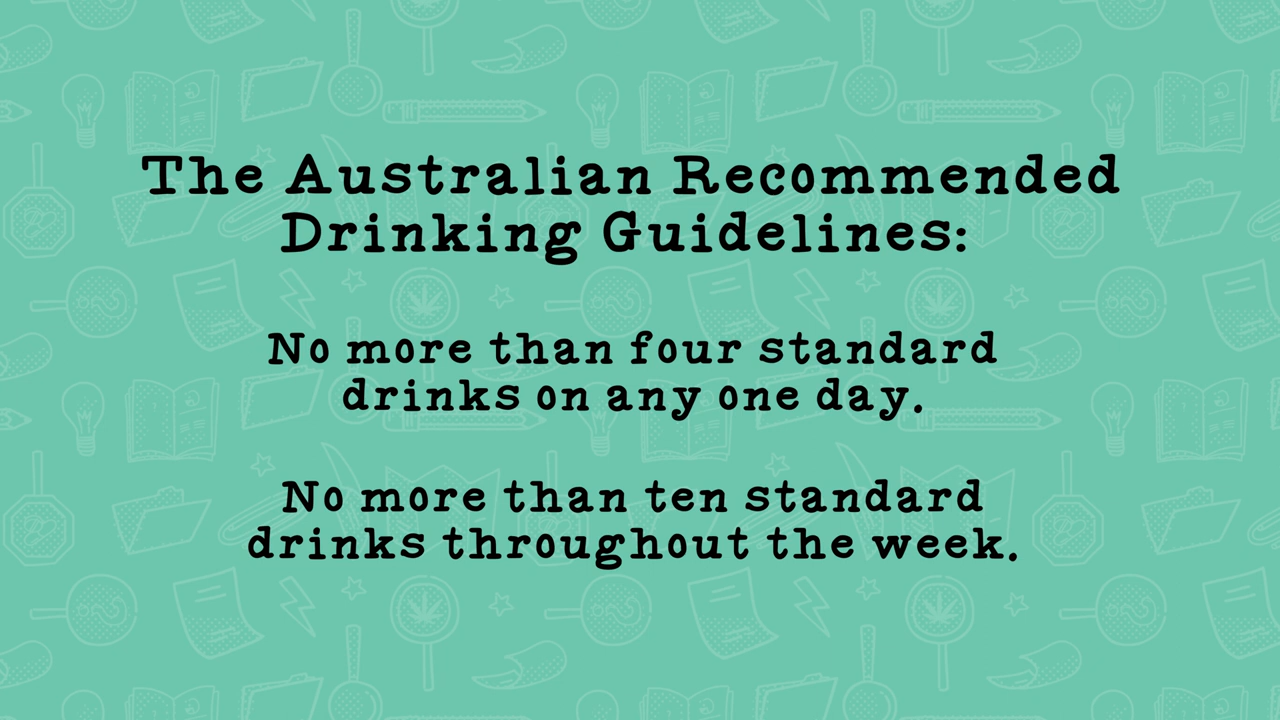 The Australian Recommended
Drinking Guidelines:
No more than four standard
drinks on any one day.
No more than ten standard
drinks throughout the week.